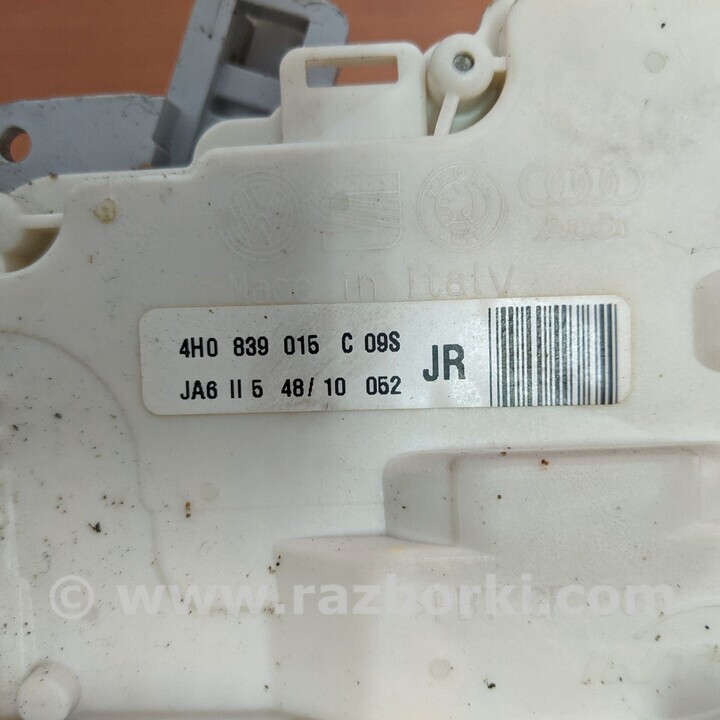 Audi
Made in Italy
4H0 839 015 C 09S
JA6 II 5 48/10 052
JR
© www.razborki.com